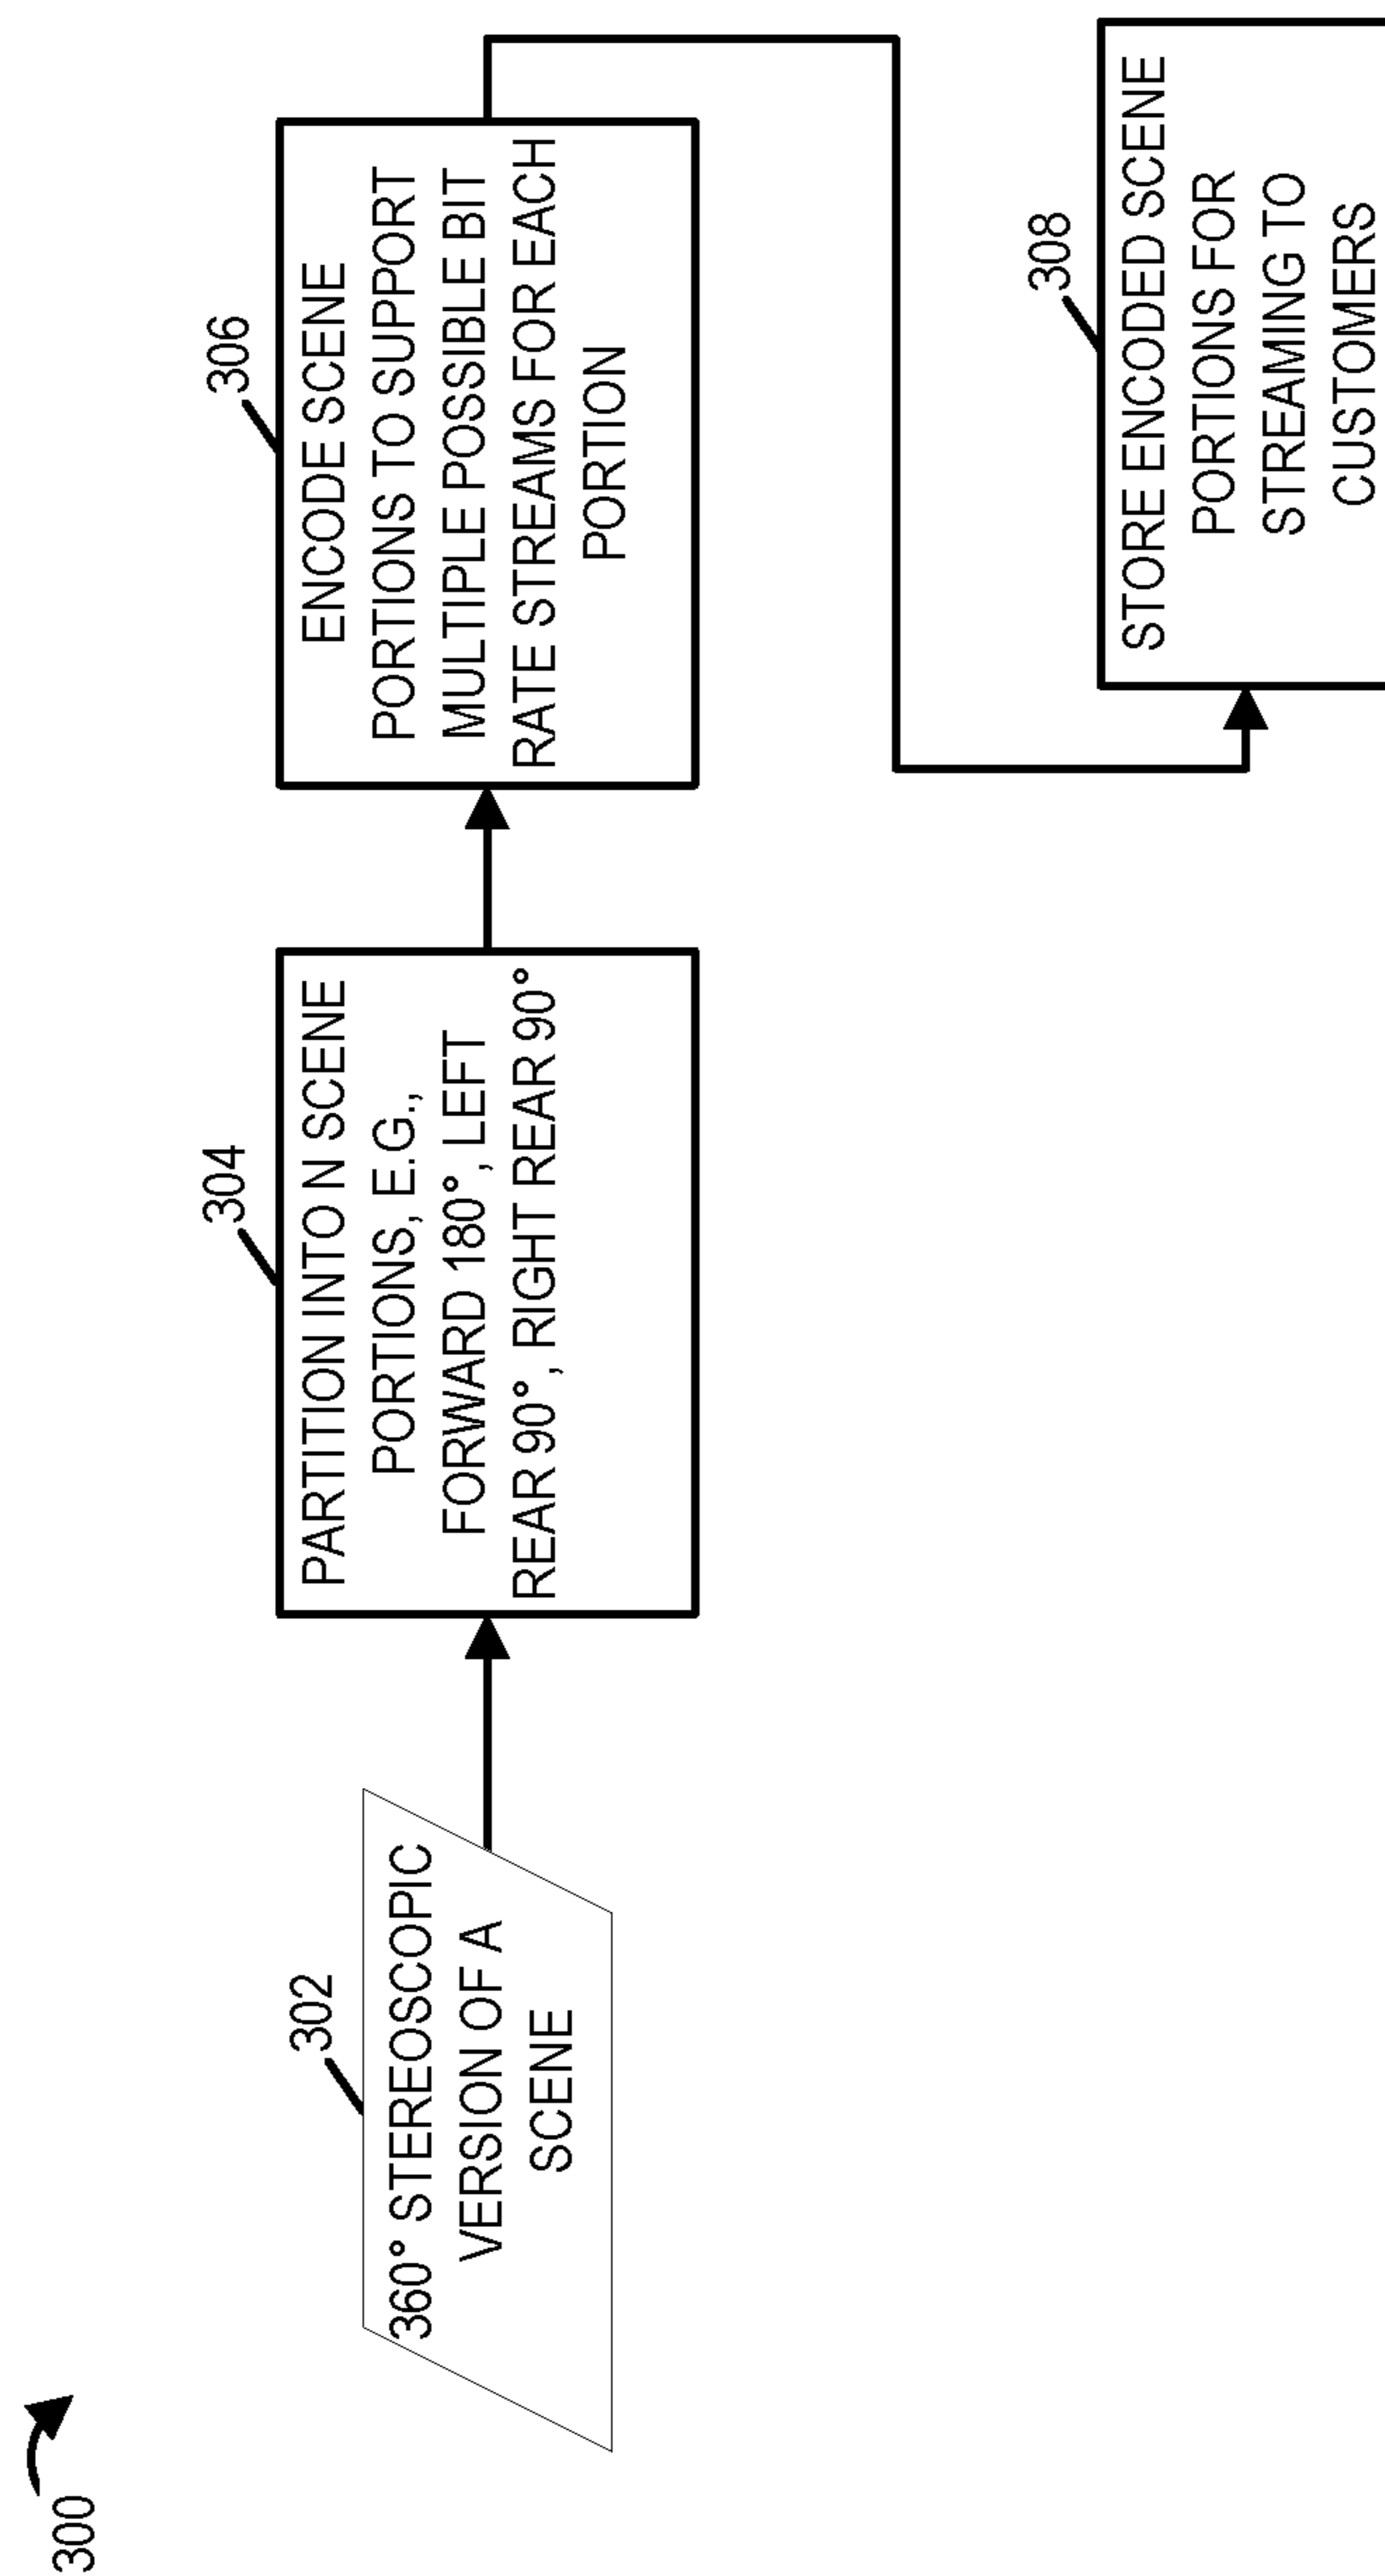 300
302
360° STEREOSCOPIC
VERSION OF A
SCENE
304
PARTITION INTO N SCENE
PORTIONS, E.G.,
FORWARD 180°, LEFT
REAR 90°, RIGHT REAR 90°
306
ENCODE SCENE
PORTIONS TO SUPPORT
MULTIPLE POSSIBLE BIT
RATE STREAMS FOR EACH
PORTION
308
STORE ENCODED SCENE
PORTIONS FOR
STREAMING TO
CUSTOMERS